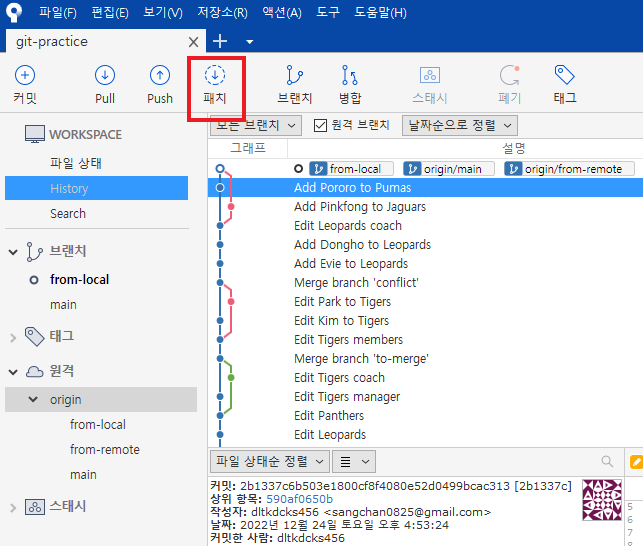 파일(F) 편집(E) 보기(V) 저장소(R) 액션(A) 도구 도움말(H)
git-practice
커밋 Pull Push 패치 브랜치 병합 스태시 폐기 태그
WORKSPACE
파일 상태
History
Search
브랜치
from-local
main
태그
원격
origin
from-local
from-remote
main
스태시
모든 브랜치 원격 브랜치 날짜순으로 정렬
그래프 설명
from-local origin/main origin/from-remote
Add Pororo to Pumas
Add Pinkfong to Jaguars
Edit Leopards coach
Add Dongho to Leopards
Add Evie to Leopards
Merge branch 'conflict'
Edit Park to Tigers
Edit Kim to Tigers
Edit Tigers members
Merge branch 'to-merge'
Edit Tigers coach
Edit Tigers manager
Edit Panthers
Edit Leopards
파일 상태순 정렬
커밋: 2b1337c6b503e1800cf8f4080e52d0499bcac313 [2b1337c]
상위 항목: 590af0650b
작성자: dltkdcks456 <sangchan0825@gmail.com>
날짜: 2022년 12월 24일 토요일 오후 4:53:24
커밋한 사람: dltkdcks456
5
6
7
8